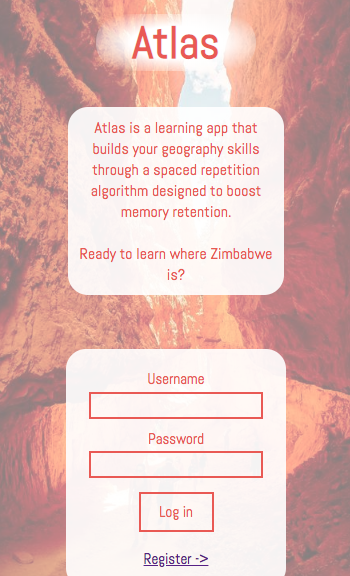 Atlas
Atlas is a learning app that
builds your geography skills
through a spaced repetition
algorithm designed to boost
memory retention.
Ready to learn where Zimbabwe
is?
Username
Password
Log in
Register ->